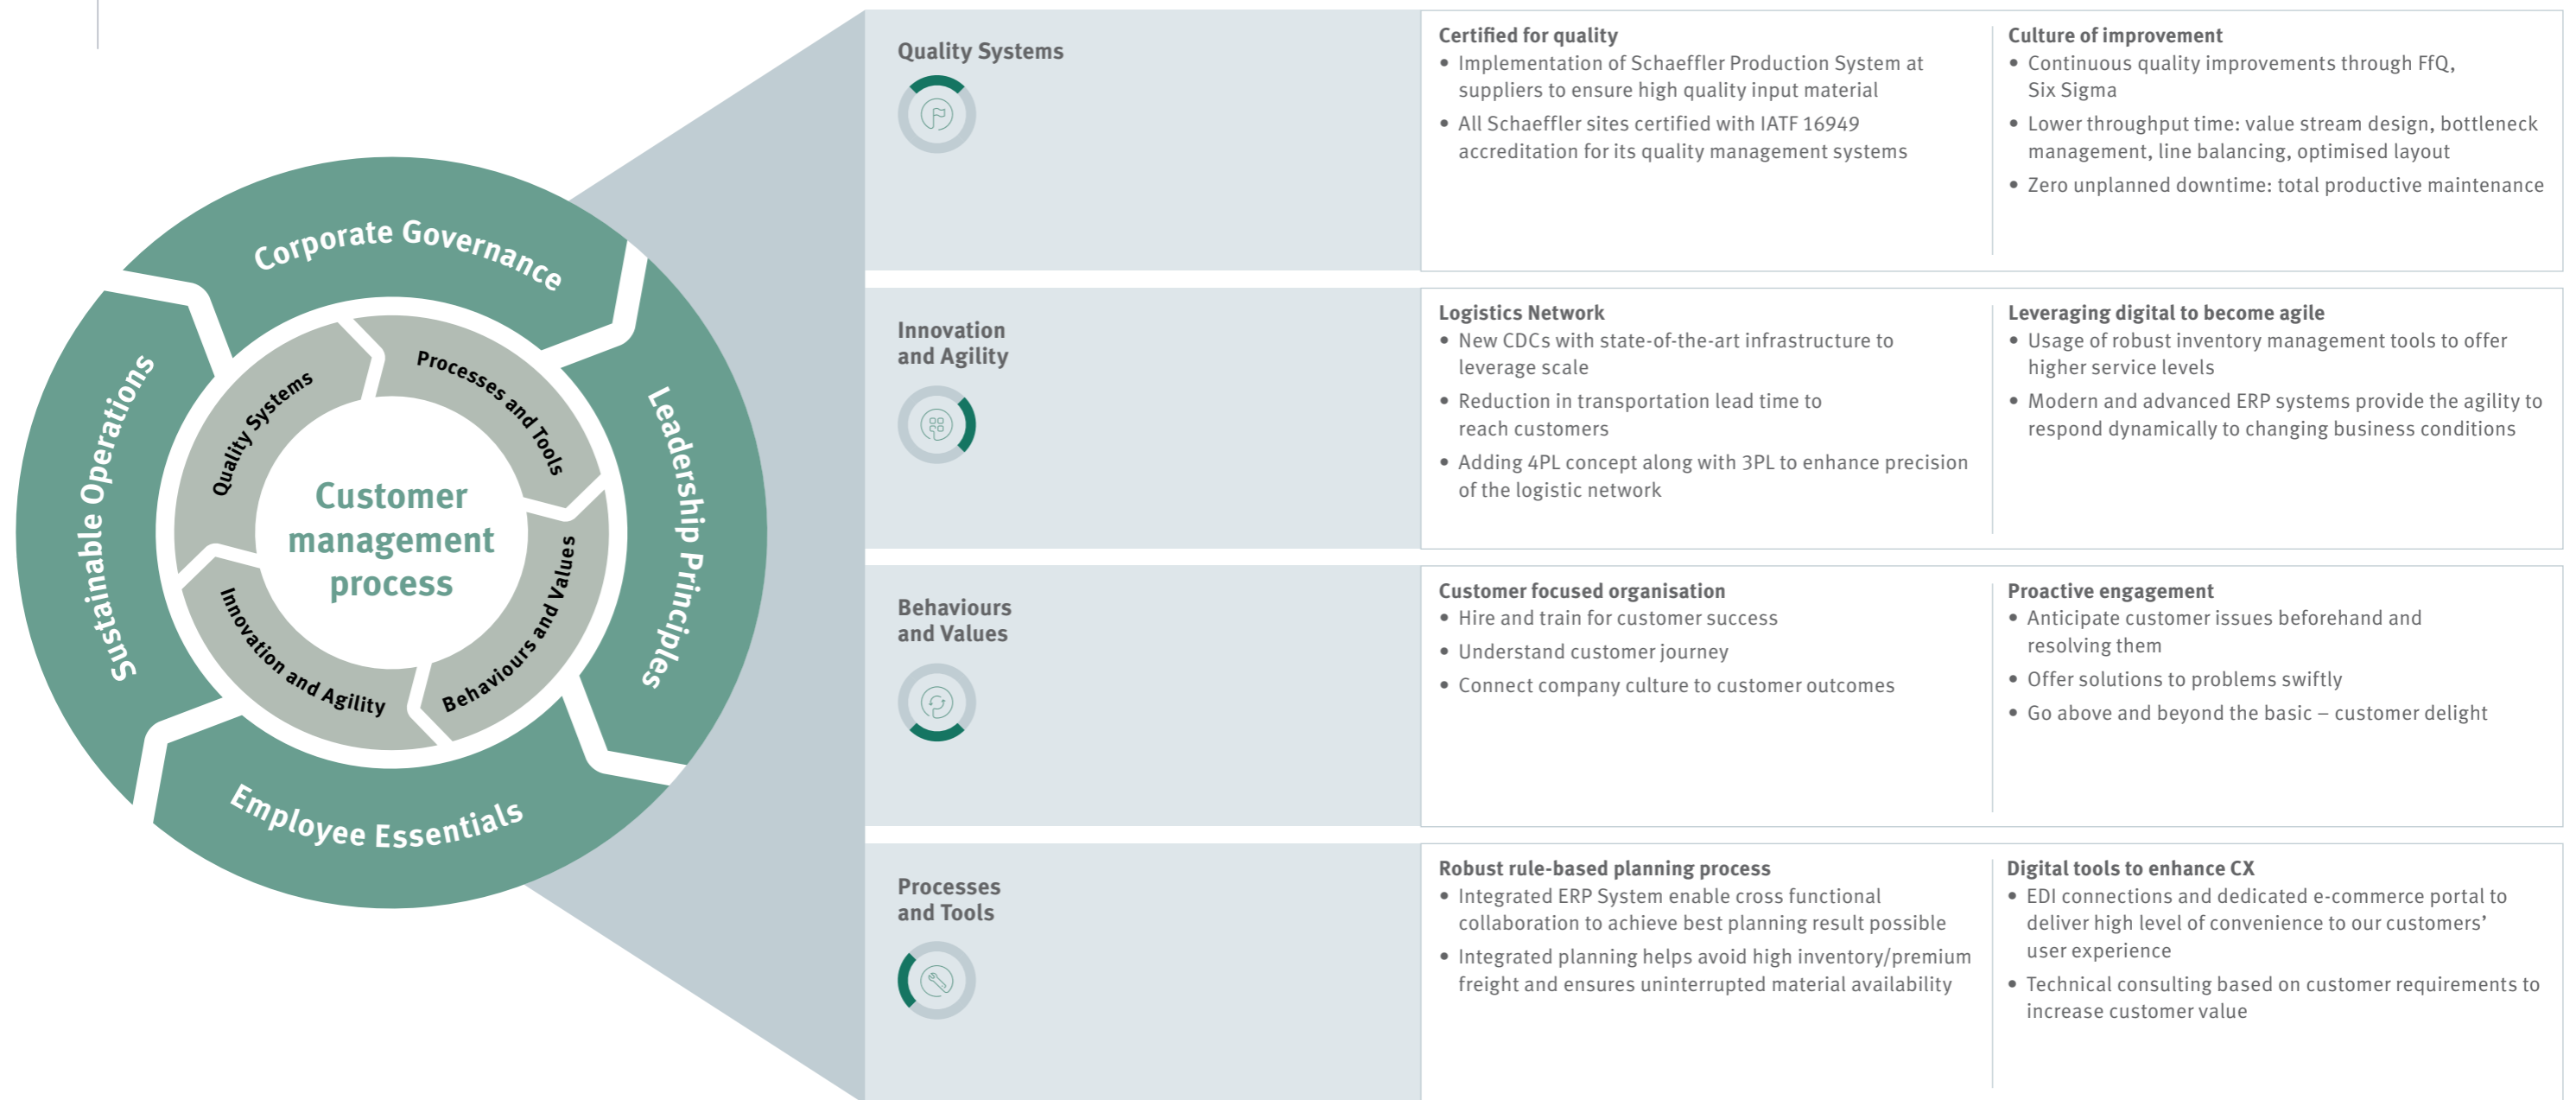 Corporate Governance
Leadership Principles
Employee Essentials
Sustainable Operations
Quality Systems
Processes and Tools
Behaviours and Values
Innovation and Agility
Customer
management
process
Quality Systems
Certified for quality
• Implementation of Schaeffler Production System at
suppliers to ensure high quality input material
• All Schaeffler sites certified with IATF 16949
accreditation for its quality management systems
Culture of improvement
• Continuous quality improvements through FfQ,
Six Sigma
• Lower throughput time: value stream design, bottleneck
management, line balancing, optimised layout
• Zero unplanned downtime: total productive maintenance
Innovation
and Agility
Logistics Network
• New CDCs with state-of-the-art infrastructure to
leverage scale
• Reduction in transportation lead time to
reach customers
• Adding 4PL concept along with 3PL to enhance precision
of the logistic network
Leveraging digital to become agile
• Usage of robust inventory management tools to offer
higher service levels
• Modern and advanced ERP systems provide the agility to
respond dynamically to changing business conditions
Behaviours
and Values
Customer focused organisation
• Hire and train for customer success
• Understand customer journey
• Connect company culture to customer outcomes
Proactive engagement
• Anticipate customer issues beforehand and
resolving them
• Offer solutions to problems swiftly
• Go above and beyond the basic – customer delight
Processes
and Tools
Robust rule-based planning process
• Integrated ERP System enable cross functional
collaboration to achieve best planning result possible
• Integrated planning helps avoid high inventory/premium
freight and ensures uninterrupted material availability
Digital tools to enhance CX
• EDI connections and dedicated e-commerce portal to
deliver high level of convenience to our customers’
user experience
• Technical consulting based on customer requirements to
increase customer value